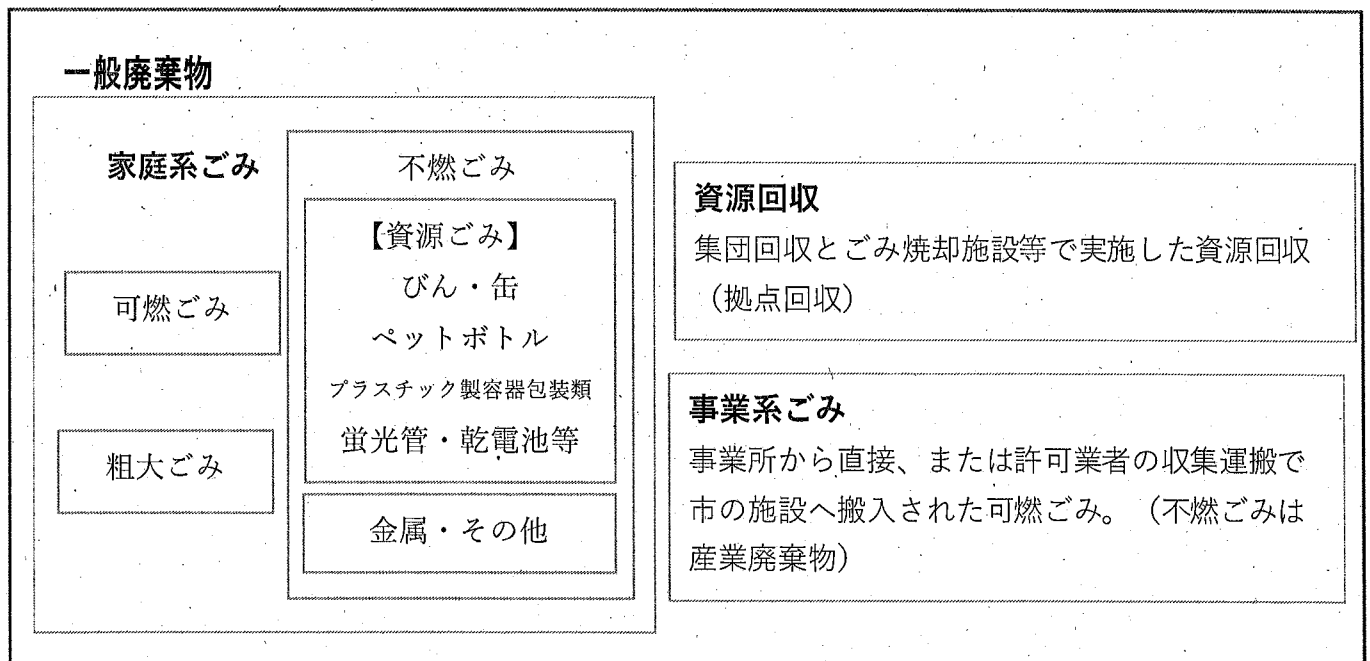 一般廃棄物
家庭系ごみ
可燃ごみ
粗大ごみ
不燃ごみ
【資源ごみ】
びん・缶
ペットボトル
プラスチック製容器包装類
蛍光管・乾電池等
金属・その他
資源回収
集団回収とごみ焼却施設等で実施した資源回収
（拠点回収）
事業系ごみ
事業所から直接、または許可業者の収集運搬で
市の施設へ搬入された可燃ごみ。（不燃ごみは
産業廃棄物）